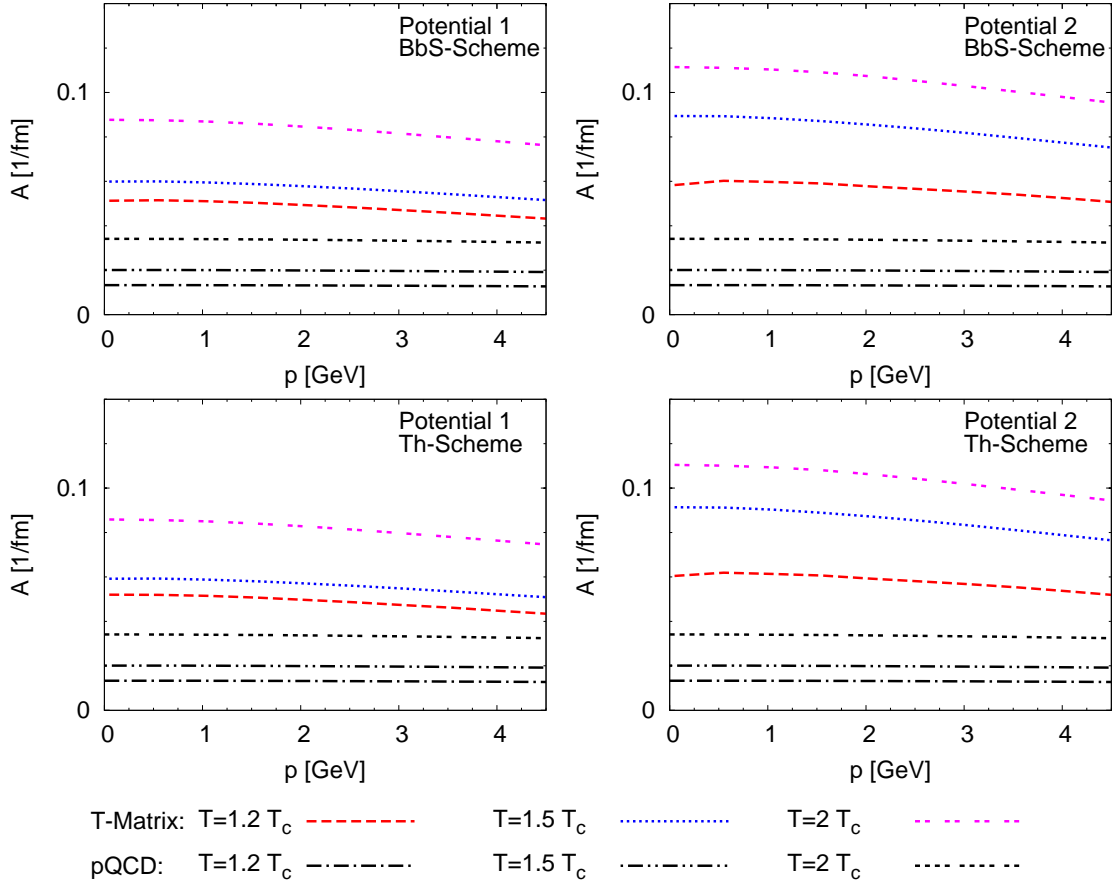 Potential 1
BbS-Scheme
0.1
0
A [1/fm]
0 1 2 3 4
p [GeV]
Potential 2
BbS-Scheme
0.1
0
A [1/fm]
0 1 2 3 4
p [GeV]
Potential 1
Th-Scheme
0.1
0
A [1/fm]
0 1 2 3 4
p [GeV]
Potential 2
Th-Scheme
0.1
0
A [1/fm]
0 1 2 3 4
p [GeV]
T-Matrix: T=1.2 T_c T=1.5 T_c T=2 T_c
pQCD: T=1.2 T_c T=1.5 T_c T=2 T_c